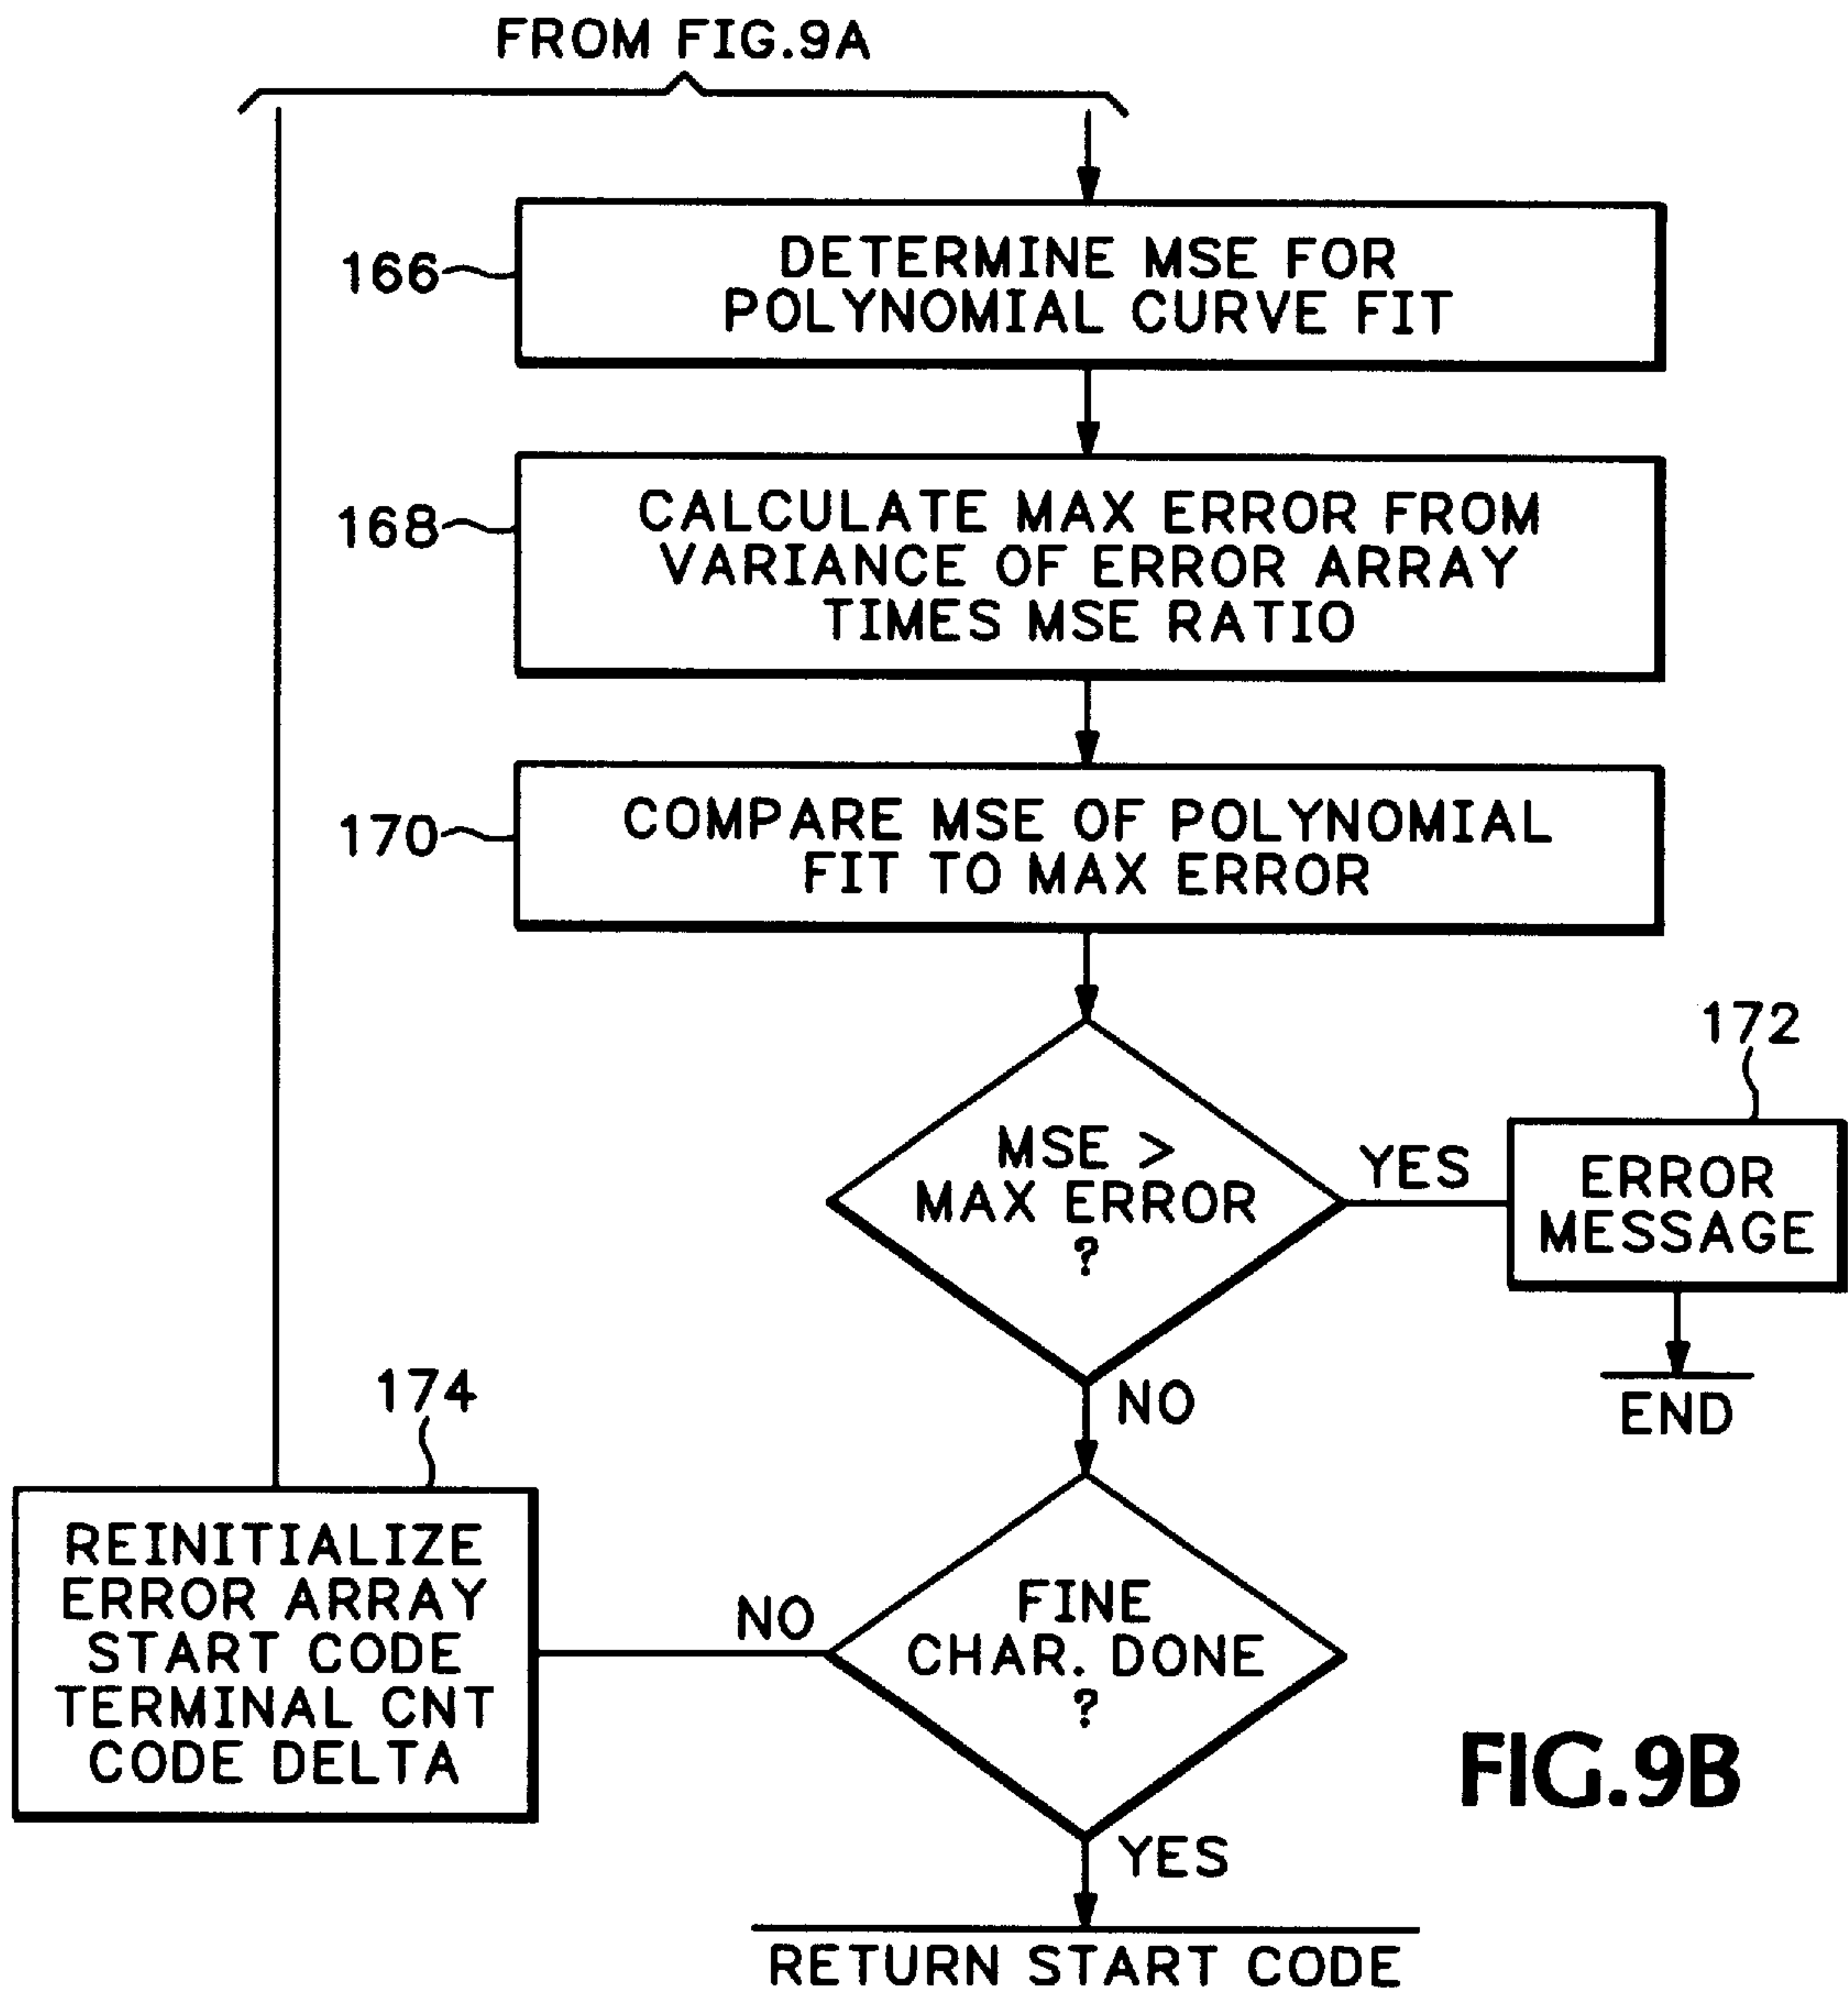 FROM FIG.9A
166
DETERMINE MSE FOR
POLYNOMIAL CURVE FIT
168
CALCULATE MAX ERROR FROM
VARIANCE OF ERROR ARRAY
TIMES MSE RATIO
170
COMPARE MSE OF POLYNOMIAL
FIT TO MAX ERROR
MSE >
MAX ERROR
?
YES
172
ERROR
MESSAGE
END
NO
174
REINITIALIZE
ERROR ARRAY
START CODE
TERMINAL CNT
CODE DELTA
NO
FINE
CHAR. DONE
?
YES
RETURN START CODE
FIG.9B